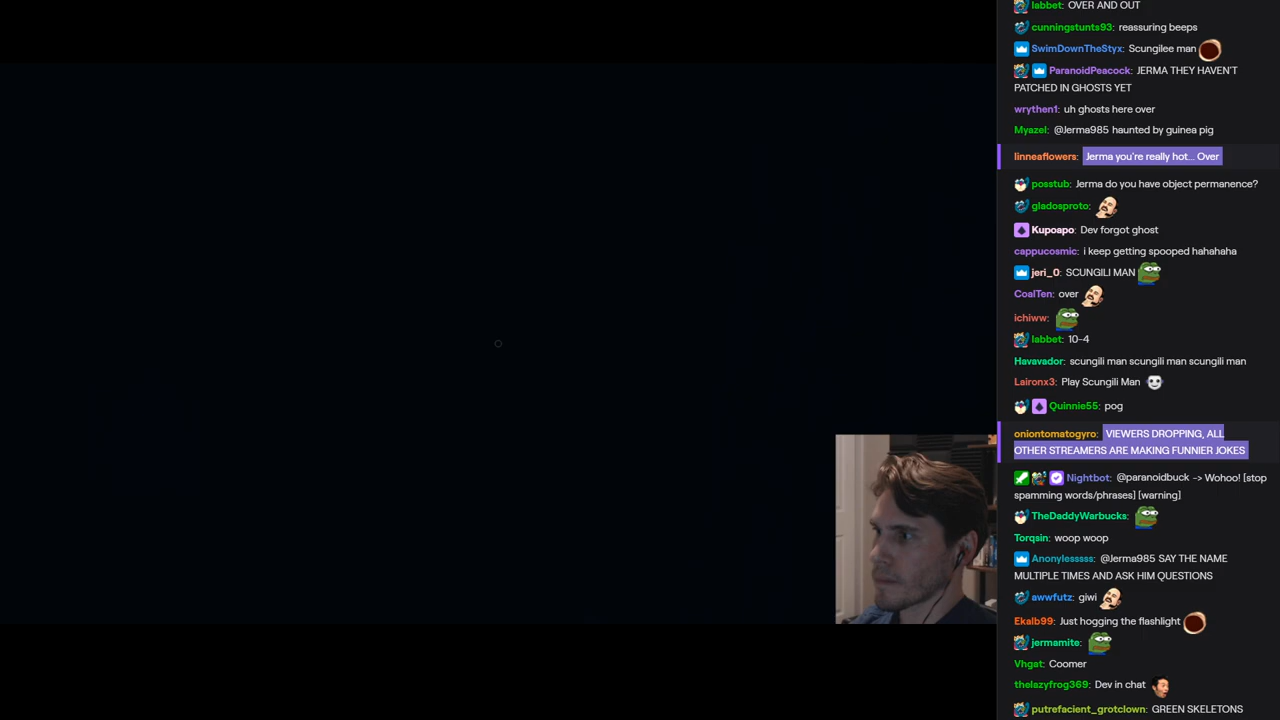 labbet: OVER AND OUT
cunningstunts93: reassuring beeps
SwimDownTheStyx: Scungilee man
ParanoidPeacock: JERMA THEY HAVEN'T
PATCHED IN GHOSTS YET
wrythen1: uh ghosts here over
Myazel: @Jerma985 haunted by guinea pig
linneaflowers: Jerma you're really hot... Over
posstub: Jerma do you have object permanence?
gladosproto:
Kupoapo: Dev forgot ghost
cappucosmic: i keep getting spooped hahahaha
jeri_0: SCUNGILI MAN
CoalTen: over
ichiww:
labbet: 10-4
Havavador: scungili man scungili man scungili man
Laironx3: Play Scungili Man
Quinnie55: pog
oniontomatogyro: VIEWERS DROPPING, ALL
OTHER STREAMERS ARE MAKING FUNNIER JOKES
Nightbot: @paranoidbuck -> Wohoo! [stop
spamming words/phrases] [warning]
TheDaddyWarbucks:
Torqsin: woop woop
Anonylesssss: @Jerma985 SAY THE NAME
MULTIPLE TIMES AND ASK HIM QUESTIONS
awwfutz: giwi
Ekalb99: Just hogging the flashlight
jermamite:
Vhgat: Coomer
thelazyfrog369: Dev in chat
putrefacient_grotclown: GREEN SKELETONS